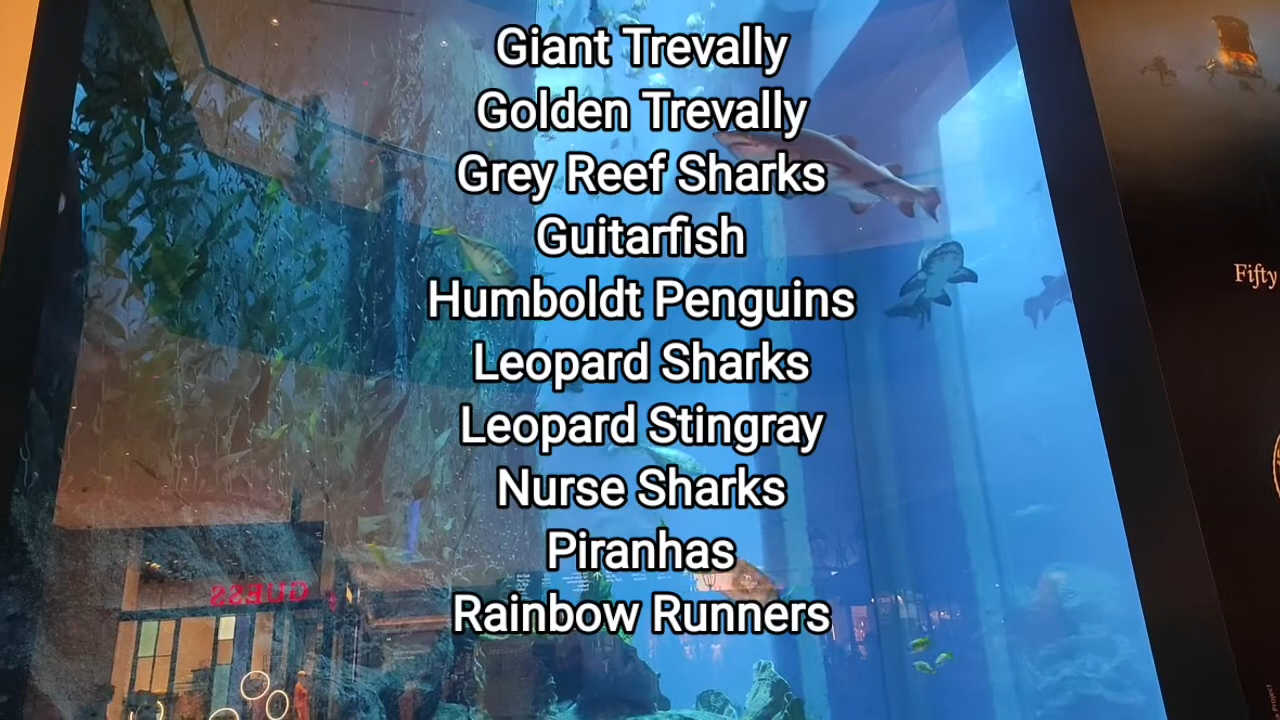 Giant Trevally
Golden Trevally
Grey Reef Sharks
Guitarfish
Humboldt Penguins
Leopard Sharks
Leopard Stingray
Nurse Sharks
Piranhas
Rainbow Runners
Fifty
GUESS